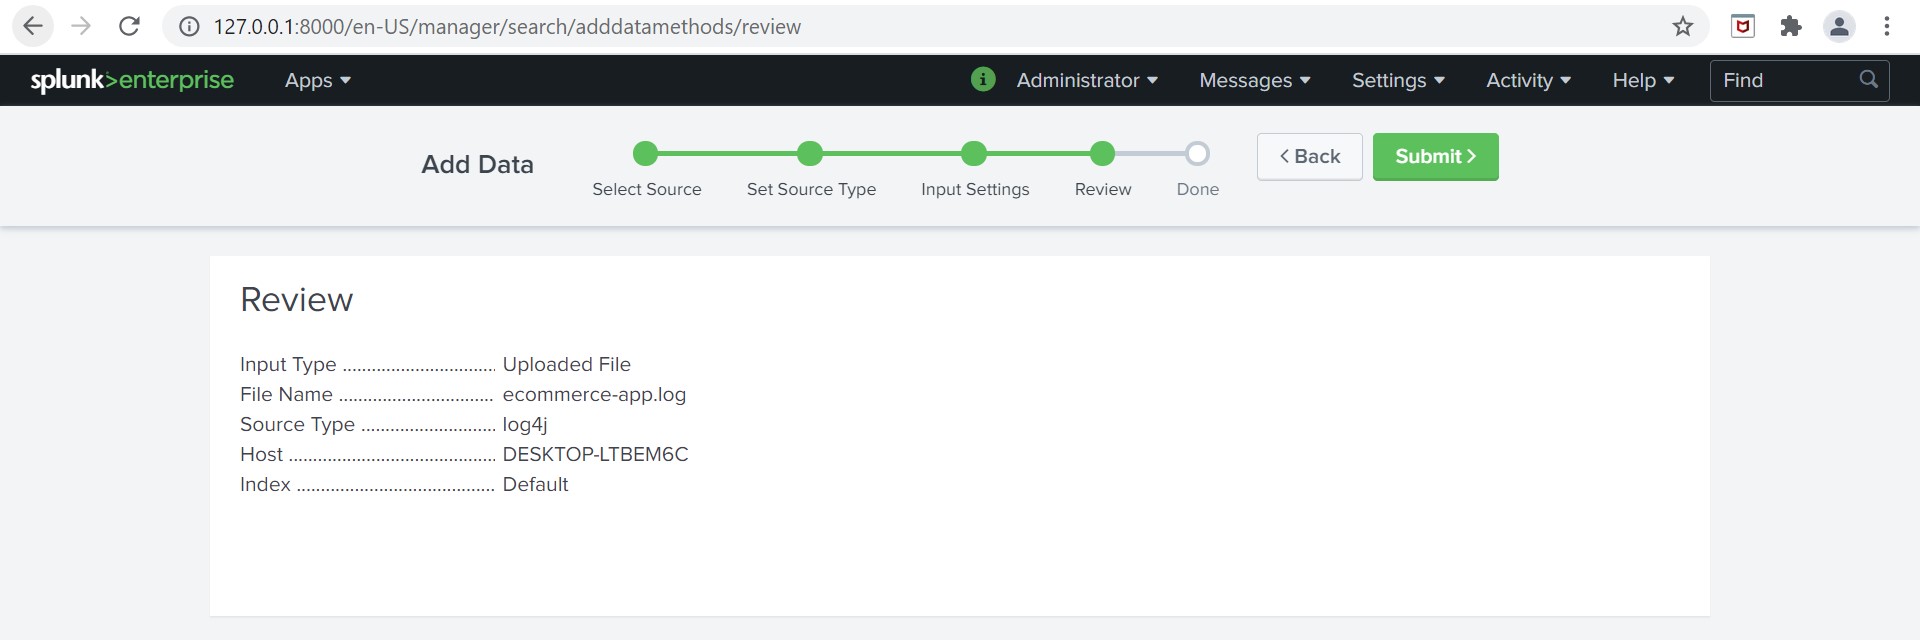 127.0.0.1:8000/en-US/manager/search/adddatamethods/review
splunk>enterprise Apps Administrator Messages Settings Activity Help Find
Add Data
Select Source Set Source Type Input Settings Review Done
< Back Submit >
Review
Input Type ................................ Uploaded File
File Name ................................ ecommerce-app.log
Source Type ............................ log4j
Host ........................................... DESKTOP-LTBEM6C
Index ......................................... Default